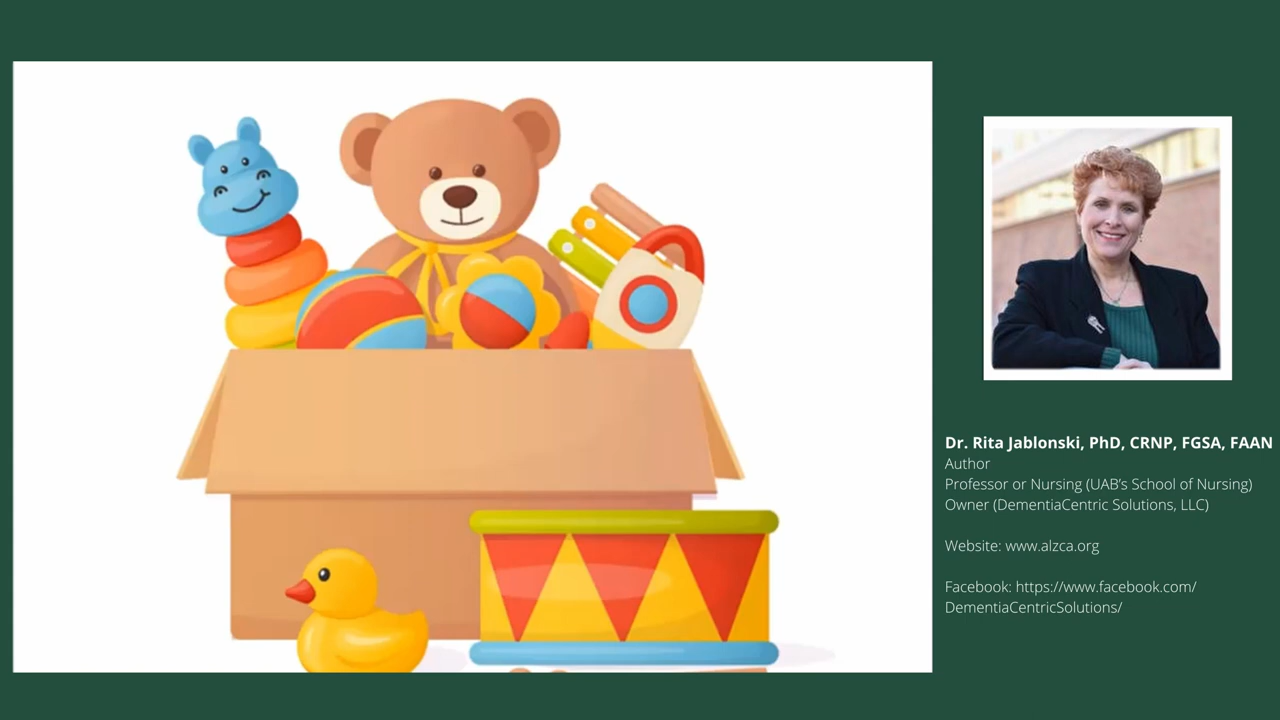 Dr. Rita Jablonski, PhD, CRNP, FGSA, FAAN
Author
Professor or Nursing (UAB’s School of Nursing)
Owner (DementiaCentric Solutions, LLC)
Website: www.alzca.org
Facebook: https://www.facebook.com/
DementiaCentricSolutions/